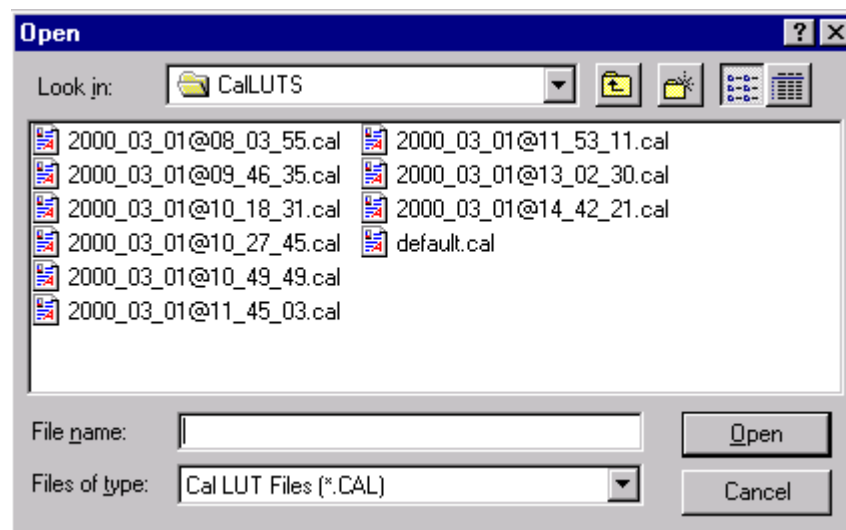 Open
Look in: CalLUTS
2000_03_01@08_03_55.cal
2000_03_01@09_46_35.cal
2000_03_01@10_18_31.cal
2000_03_01@10_27_45.cal
2000_03_01@10_49_49.cal
2000_03_01@11_45_03.cal
2000_03_01@11_53_11.cal
2000_03_01@13_02_30.cal
2000_03_01@14_42_21.cal
default.cal
File name: Open
Files of type: Cal LUT Files (*.CAL) Cancel